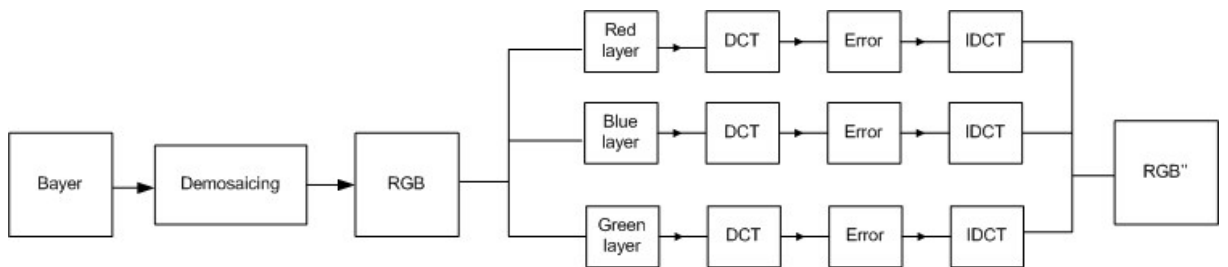 Red
layer
DCT
Error
IDCT
Blue
layer
DCT
Error
IDCT
Bayer
Demosaicing
RGB
RGB"
Green
layer
DCT
Error
IDCT